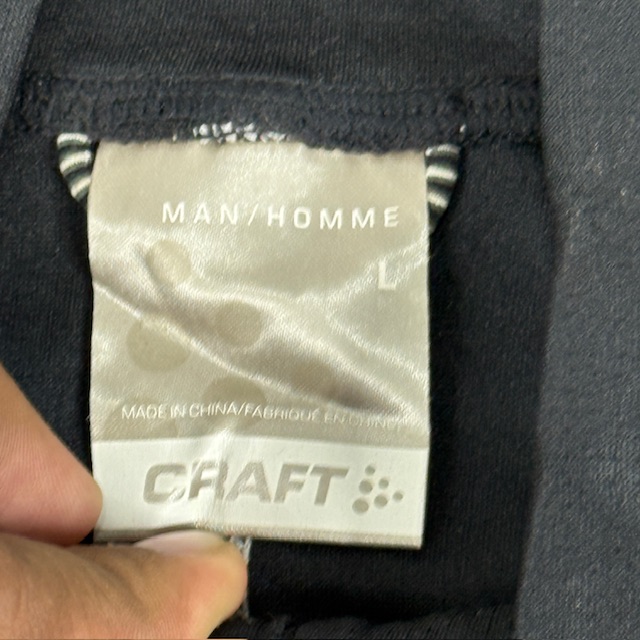 MAN/HOMME
L
MADE IN CHINA/FABRIQUÉ EN CHINE
CRAFT